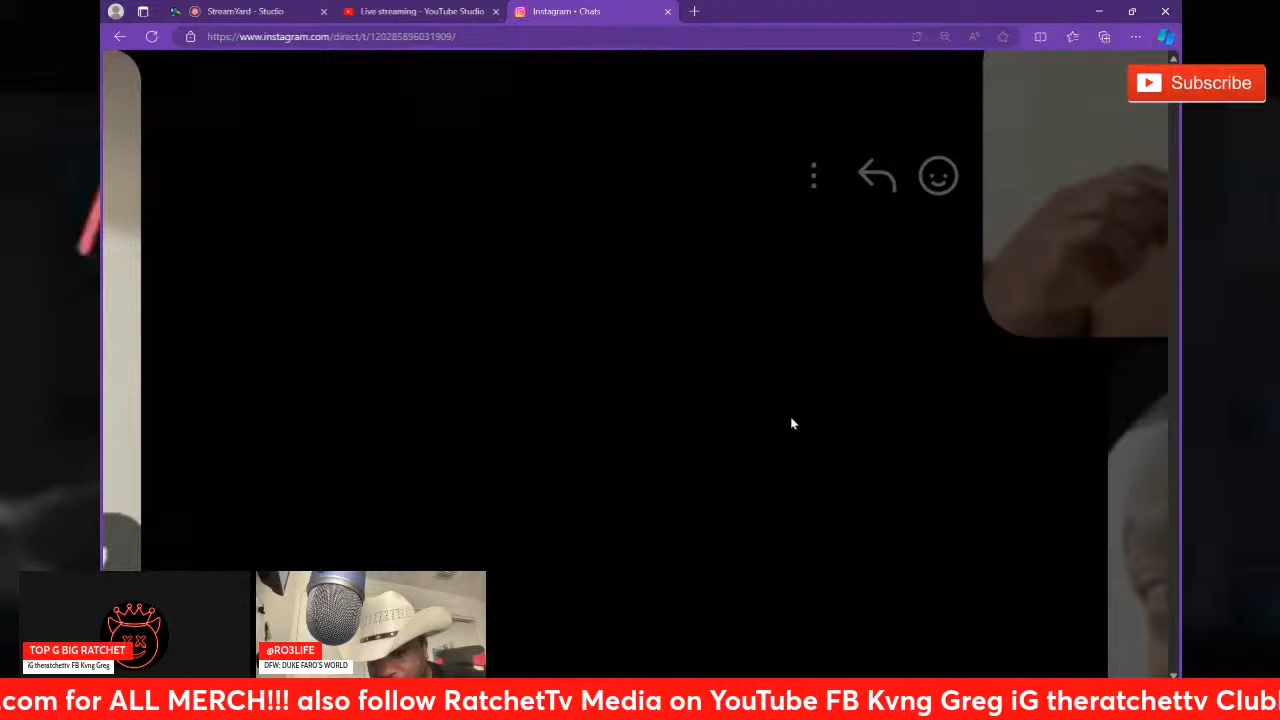 StreamYard - Studio
Live streaming - YouTube Studio
Instagram • Chats
https://www.instagram.com/direct/t/120285896031909/
Subscribe
TOP G BIG RATCHET
iG theratchettv FB Kvng Greg
@RO3LIFE
DFW: DUKE FARO'S WORLD
.com for ALL MERCH!!! also follow RatchetTv Media on YouTube FB Kvng Greg iG theratchettv Club